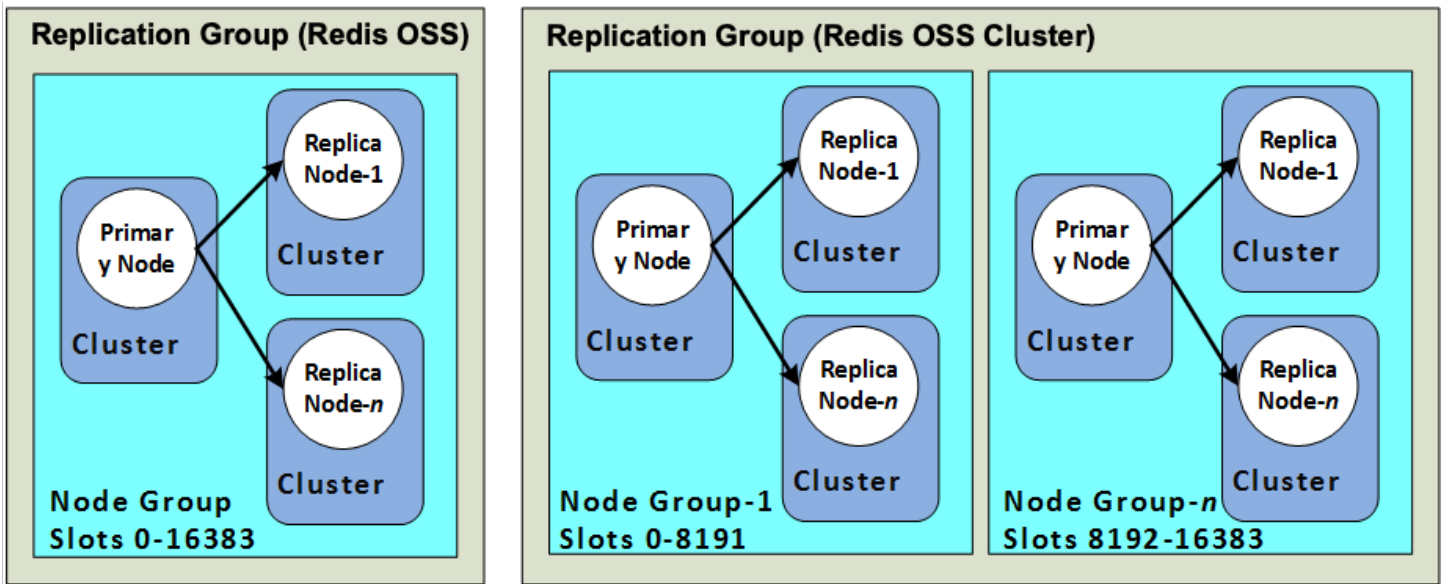 Replication Group (Redis OSS)
Replica
Node-1
Cluster
Primar
y Node
Cluster
Replica
Node-n
Cluster
Node Group
Slots 0-16383
Replication Group (Redis OSS Cluster)
Replica
Node-1
Cluster
Primar
y Node
Cluster
Replica
Node-n
Cluster
Node Group-1
Slots 0-8191
Replica
Node-1
Cluster
Primar
y Node
Cluster
Replica
Node-n
Cluster
Node Group-n
Slots 8192-16383